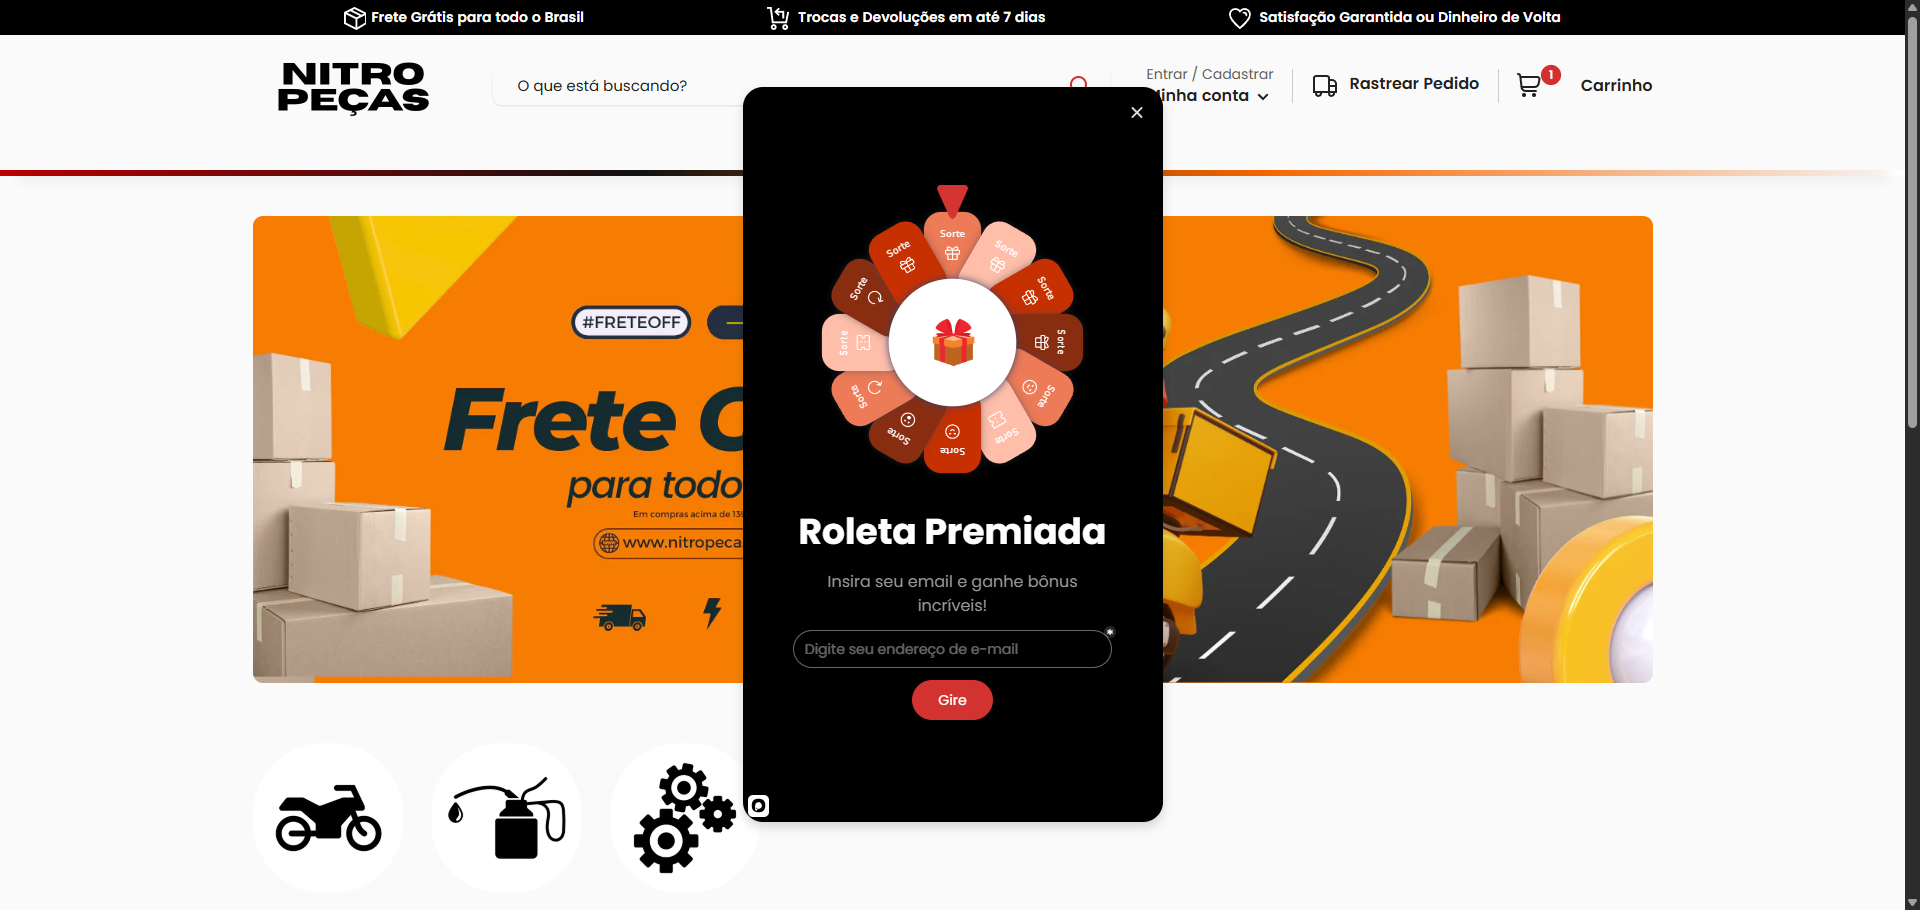 Frete Grátis para todo o Brasil
Trocas e Devoluções em até 7 dias
Satisfação Garantida ou Dinheiro de Volta
NITRO
PEÇAS
O que está buscando?
Entrar / Cadastrar
inha conta
Rastrear Pedido
1
Carrinho
#FRETEOFF
Frete
para todo
Em compras acima de
www.nitropeca
Sorte
Sorte
Sorte
Sorte
Sorte
Sorte
Sorte
Sorte
Sorte
Sorte
Sorte
Sorte
Roleta Premiada
Insira seu email e ganhe bônus
incríveis!
Digite seu endereço de e-mail
*
Gire